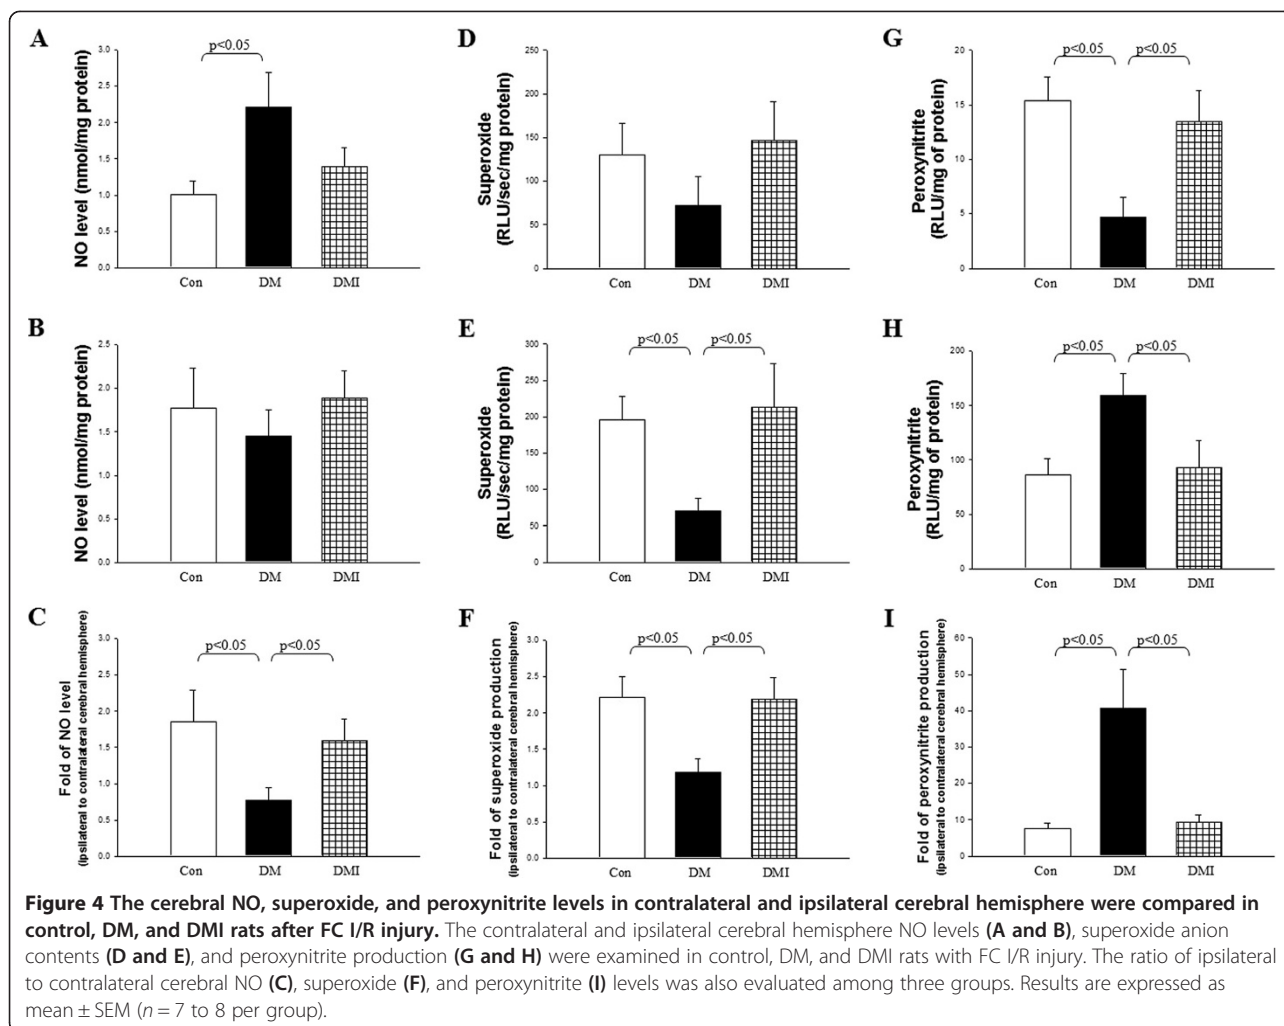 A
p<0.05
NO level (nmol/mg protein)
3.0
2.5
2.0
1.5
1.0
0.5
0.0
Con DM DMI
D
Superoxide
(RLU/sec/mg protein)
250
200
150
100
50
0
Con DM DMI
G
p<0.05 p<0.05
Peroxynitrite
(RLU/mg of protein)
20
15
10
5
0
Con DM DMI
B
NO level (nmol/mg protein)
2.5
2.0
1.5
1.0
0.5
0.0
Con DM DMI
E
p<0.05 p<0.05
Superoxide
(RLU/sec/mg protein)
300
250
200
150
100
50
0
Con DM DMI
H
p<0.05 p<0.05
Peroxynitrite
(RLU/mg of protein)
200
150
100
50
0
Con DM DMI
C
p<0.05 p<0.05
Fold of NO level
(Ipsilateral to contralateral cerebral hemisphere)
3.0
2.5
2.0
1.5
1.0
0.5
0.0
Con DM DMI
F
p<0.05 p<0.05
Fold of superoxide production
(Ipsilateral to contralateral cerebral hemisphere)
3.0
2.5
2.0
1.5
1.0
0.5
0.0
Con DM DMI
I
p<0.05 p<0.05
Fold of peroxynitrite production
(Ipsilateral to contralateral cerebral hemisphere)
60
50
40
30
20
10
0
Con DM DMI
Figure 4 The cerebral NO, superoxide, and peroxynitrite levels in contralateral and ipsilateral cerebral hemisphere were compared in
control, DM, and DMI rats after FC I/R injury. The contralateral and ipsilateral cerebral hemisphere NO levels (A and B), superoxide anion
contents (D and E), and peroxynitrite production (G and H) were examined in control, DM, and DMI rats with FC I/R injury. The ratio of ipsilateral
to contralateral cerebral NO (C), superoxide (F), and peroxynitrite (I) levels was also evaluated among three groups. Results are expressed as
mean ± SEM (n = 7 to 8 per group).